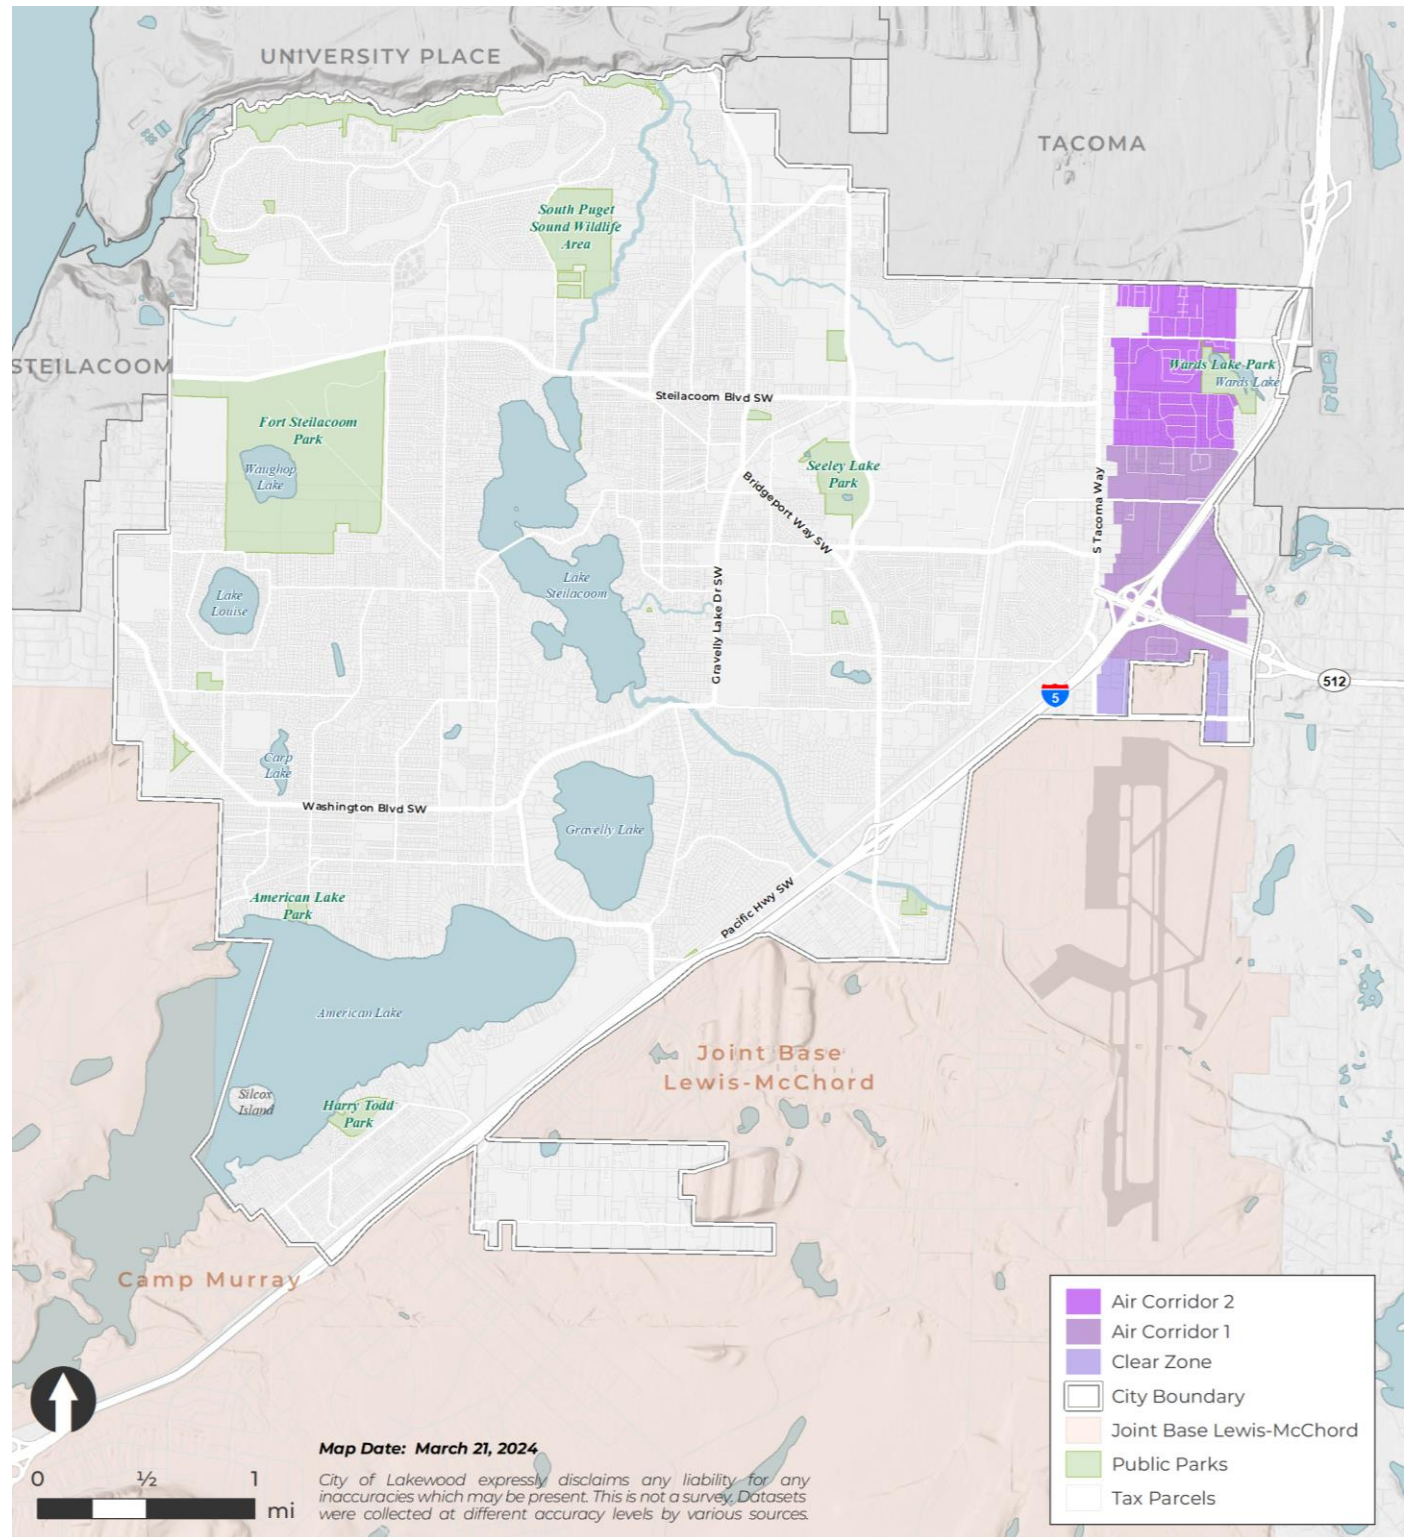 UNIVERSITY PLACE
TACOMA
South Puget
Sound Wildlife
Area
STEILACOOM
Wards Lake Park
Wards Lake
Steilacoom Blvd SW
Fort Steilacoom
Park
Waughop
Lake
Seeley Lake
Park
Bridgeport Way SW
S Tacoma Way
Lake
Louise
Lake
Steilacoom
Gravelly Lake Dr SW
512
5
Carp
Lake
Washington Blvd SW
Gravelly Lake
American Lake
Park
Pacific Hwy SW
American Lake
Joint Base
Lewis-McChord
Silcox
Island
Harry Todd
Park
Camp Murray
Air Corridor 2
Air Corridor 1
Clear Zone
City Boundary
Joint Base Lewis-McChord
Public Parks
Tax Parcels
Map Date: March 21, 2024
0 ½ 1
mi
City of Lakewood expressly disclaims any liability for any
inaccuracies which may be present. This is not a survey. Datasets
were collected at different accuracy levels by various sources.